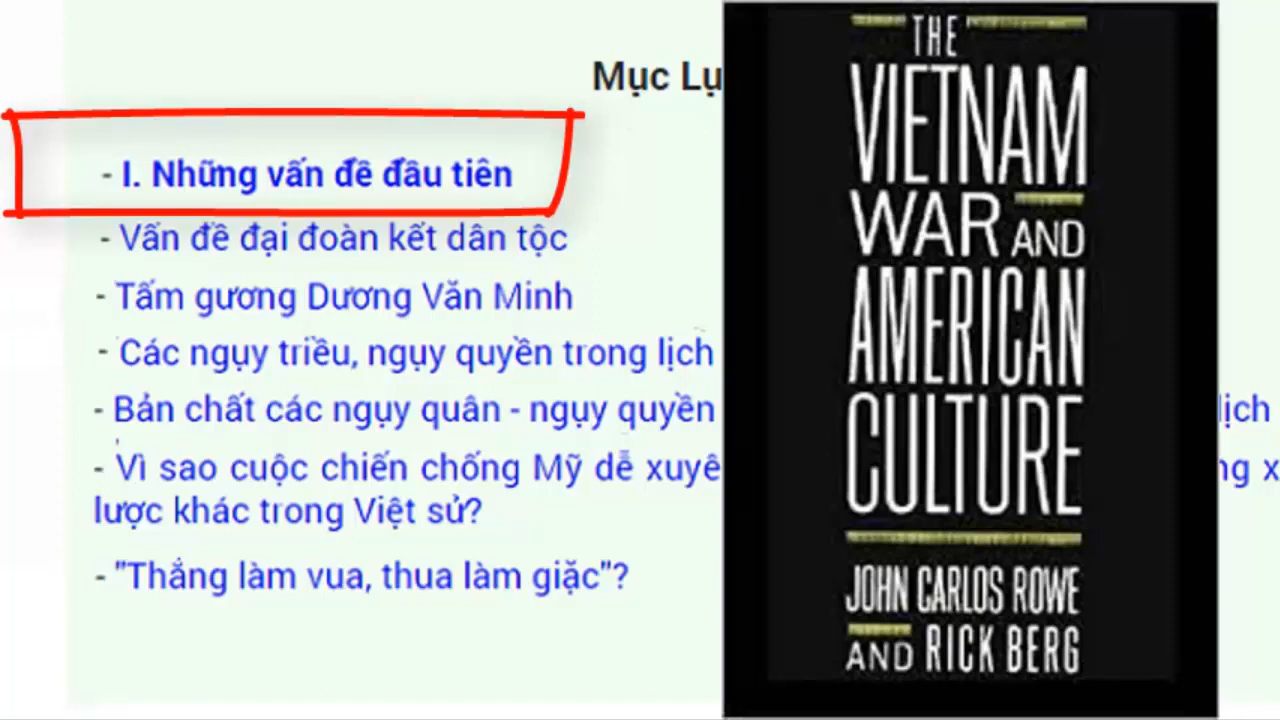 Mục Lụ
- I. Những vấn đề đầu tiên
- Vấn đề đại đoàn kết dân tộc
- Tấm gương Dương Văn Minh
- Các ngụy triều, ngụy quyền trong lịch
- Bản chất các ngụy quân - ngụy quyền lịch
- Vì sao cuộc chiến chống Mỹ dễ xuyê ng x
lược khác trong Việt sử?
- "Thắng làm vua, thua làm giặc"?
THE
VIETNAM
WAR AND
AMERICAN
CULTURE
JOHN CARLOS ROWE
AND RICK BERG